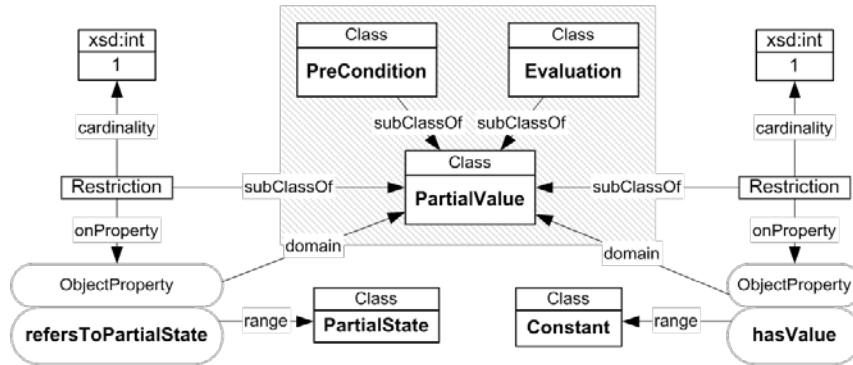 xsd:int
1
Class
PreCondition
Class
Evaluation
xsd:int
1
cardinality
subClassOf
subClassOf
cardinality
Restriction
subClassOf
Class
PartialValue
subClassOf
Restriction
onProperty
domain
domain
onProperty
ObjectProperty
refersToPartialState
range
Class
PartialState
Class
Constant
range
ObjectProperty
hasValue